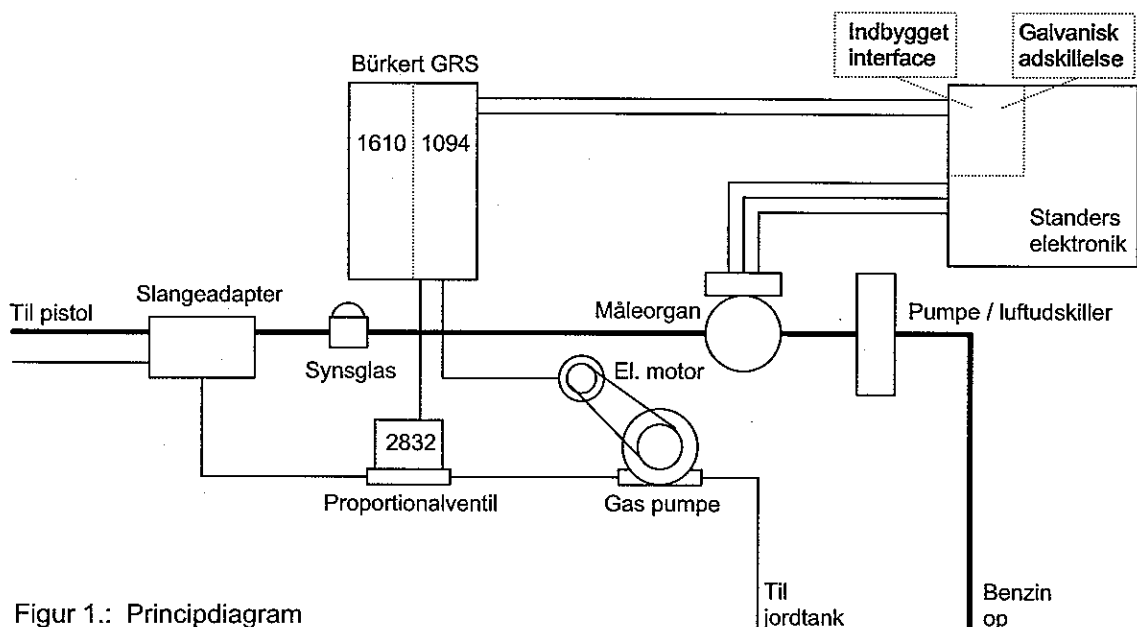 Indbygget
interface
Galvanisk
adskillelse
Bürkert GRS
1610
1094
Standers
elektronik
Til pistol
Slangeadapter
Synsglas
Måleorgan
Pumpe / luftudskiller
El. motor
2832
Proportionalventil
Gas pumpe
Til
jordtank
Benzin
op
Figur 1.: Principdiagram